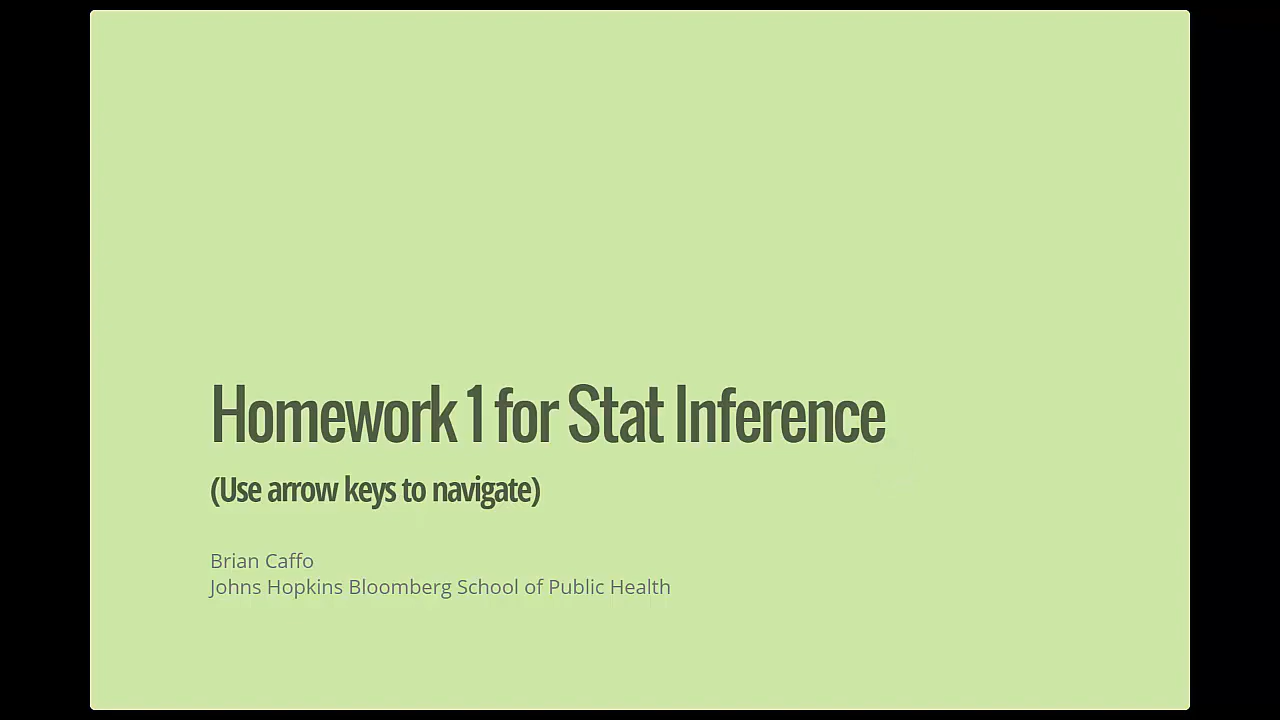 Homework 1 for Stat Inference
(Use arrow keys to navigate)
Brian Caffo
Johns Hopkins Bloomberg School of Public Health